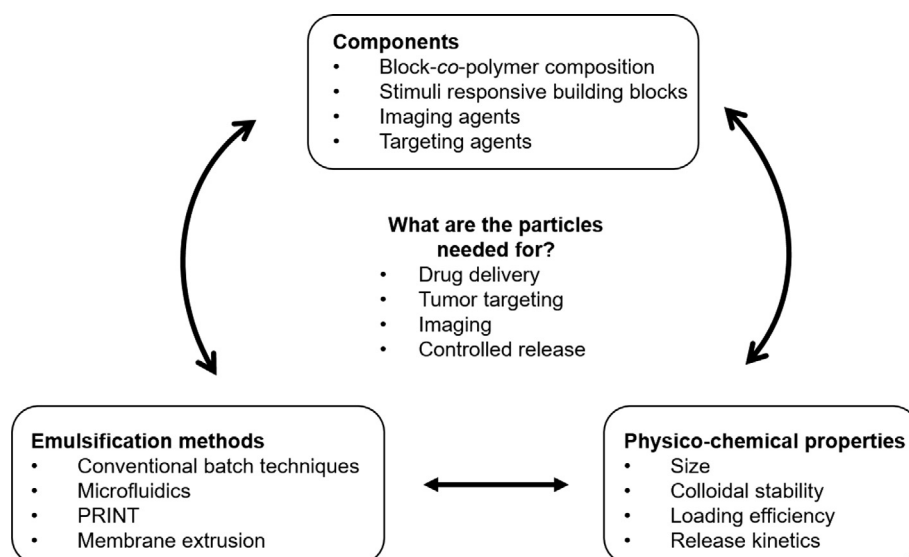 Components
• Block-co-polymer composition
• Stimuli responsive building blocks
• Imaging agents
• Targeting agents
What are the particles
needed for?
• Drug delivery
• Tumor targeting
• Imaging
• Controlled release
Emulsification methods
• Conventional batch techniques
• Microfluidics
• PRINT
• Membrane extrusion
Physico-chemical properties
• Size
• Colloidal stability
• Loading efficiency
• Release kinetics